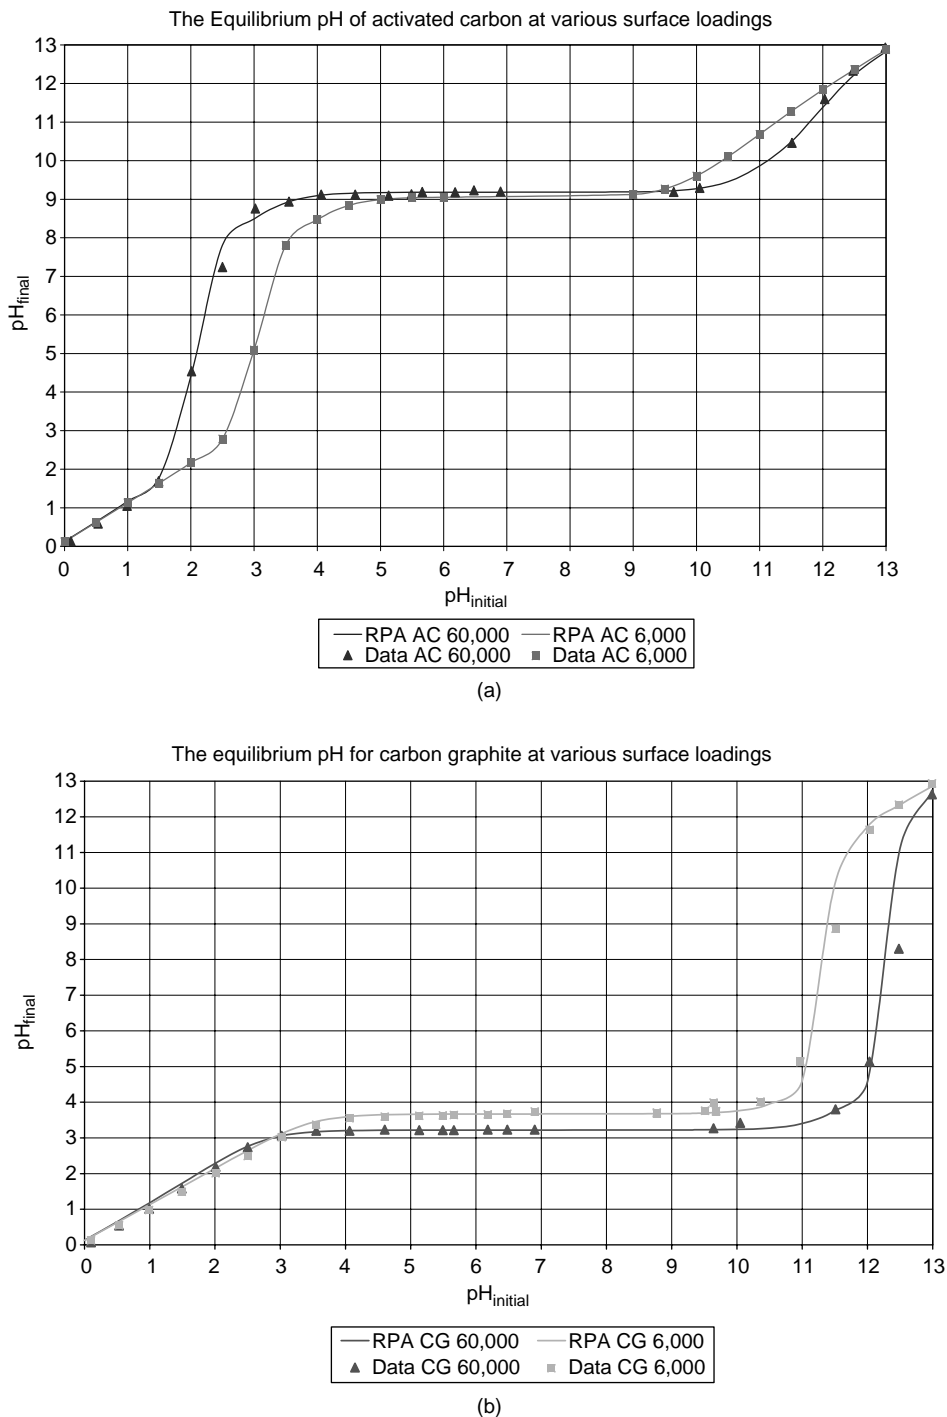 The Equilibrium pH of activated carbon at various surface loadings
13
12
11
10
9
8
7
6
5
4
3
2
1
0
pHfinal
0 1 2 3 4 5 6 7 8 9 10 11 12 13
pHinitial
RPA AC 60,000 RPA AC 6,000
Data AC 60,000 Data AC 6,000
(a)
The equilibrium pH for carbon graphite at various surface loadings
13
12
11
10
9
8
7
6
5
4
3
2
1
0
pHfinal
0 1 2 3 4 5 6 7 8 9 10 11 12 13
pHinitial
RPA CG 60,000 RPA CG 6,000
Data CG 60,000 Data CG 6,000
(b)